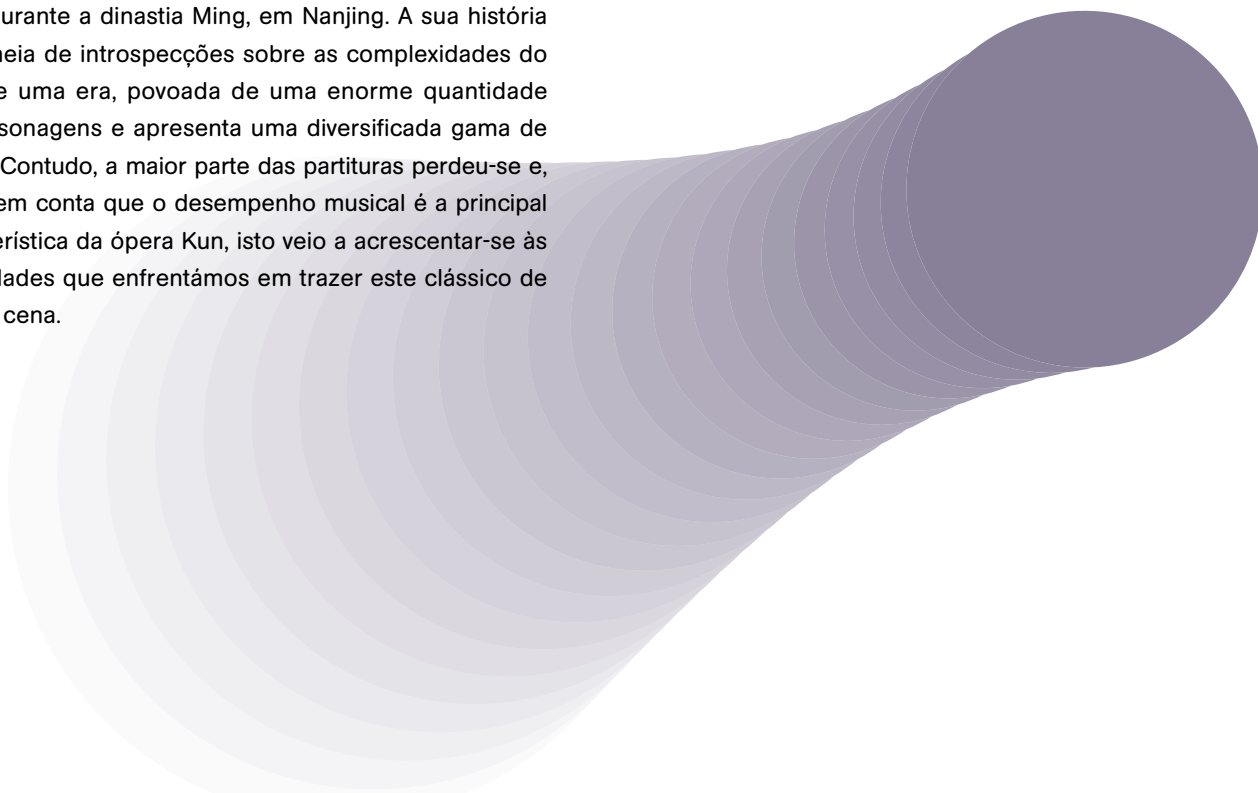 urante a dinastia Ming, em Nanjing. A sua história
neia de introspecções sobre as complexidades do
e uma era, povoada de uma enorme quantidade
sonagens e apresenta uma diversificada gama de
Contudo, a maior parte das partituras perdeu-se e,
em conta que o desempenho musical é a principal
erística da ópera Kun, isto veio a acrescentar-se às
dades que enfrentámos em trazer este clássico de
cena.